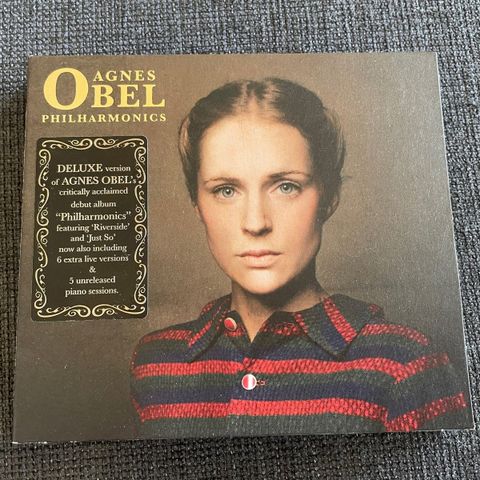 AGNES
OBEL
PHILHARMONICS
DELUXE version
of AGNES OBEL's
critically acclaimed
debut album
"Philharmonics"
featuring 'Riverside'
and 'Just So'
now also including
6 extra live versions
&
5 unreleased
piano sessions.